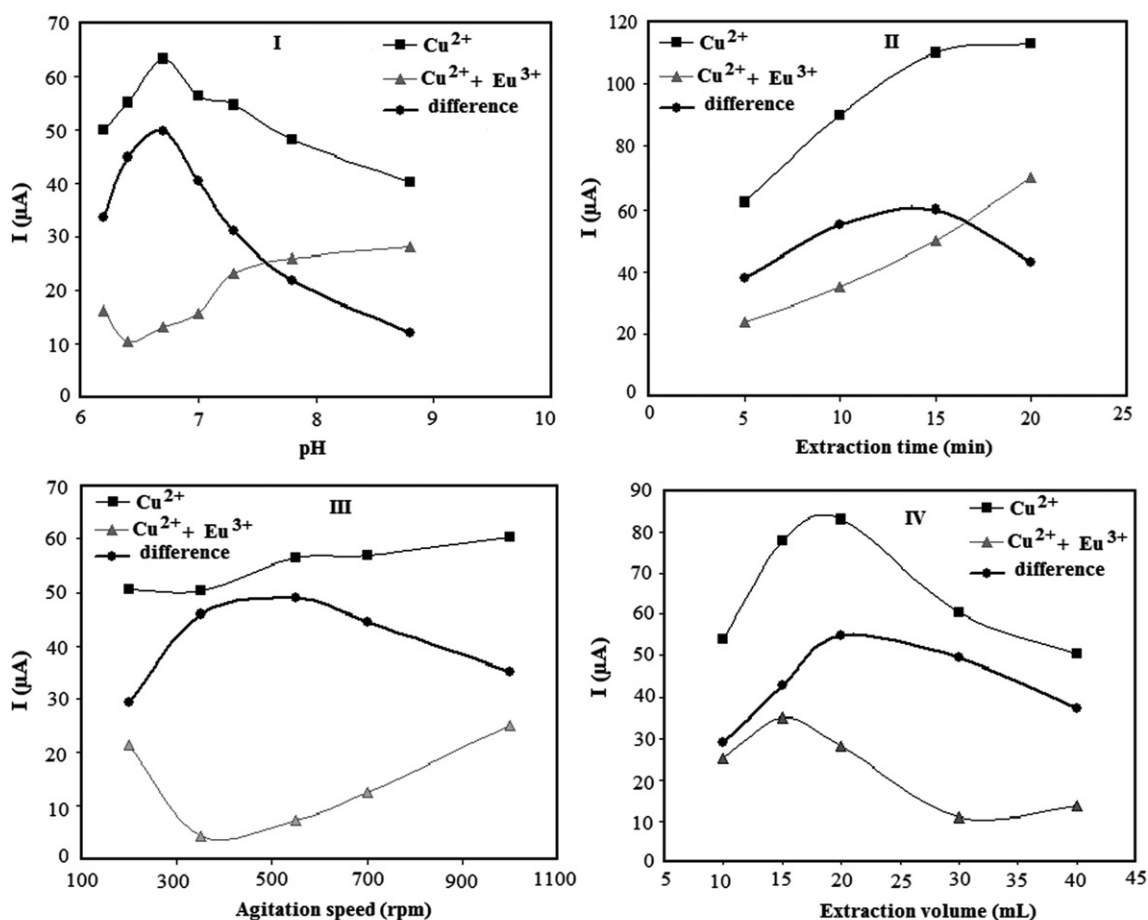 I
Cu²⁺
Cu²⁺ + Eu³⁺
difference
I (µA)
70
60
50
40
30
20
10
0
6 7 8 9 10
pH
II
Cu²⁺
Cu²⁺ + Eu³⁺
difference
I (µA)
120
100
80
60
40
20
0
0 5 10 15 20 25
Extraction time (min)
III
Cu²⁺
Cu²⁺ + Eu³⁺
difference
I (µA)
70
60
50
40
30
20
10
0
100 300 500 700 900 1100
Agitation speed (rpm)
IV
Cu²⁺
Cu²⁺ + Eu³⁺
difference
I (µA)
90
80
70
60
50
40
30
20
10
0
5 10 15 20 25 30 35 40 45
Extraction volume (mL)